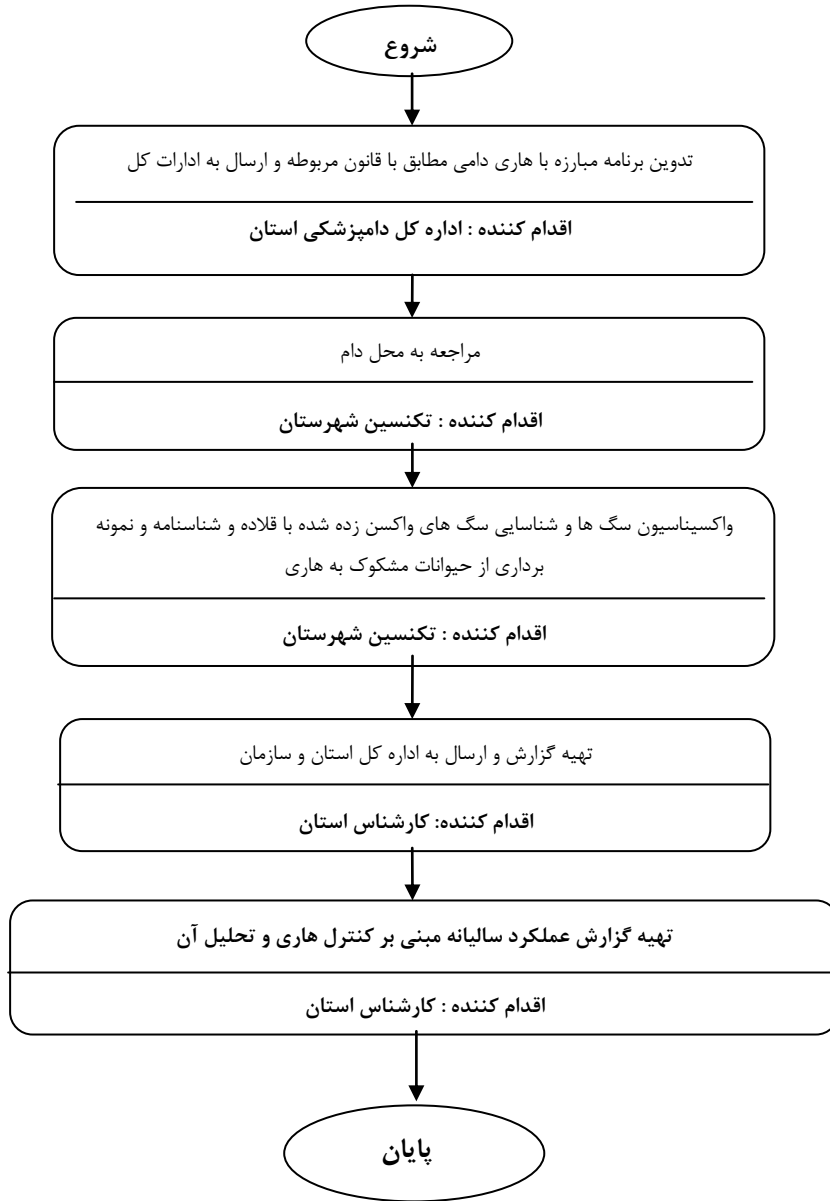 شروع
تدوین برنامه مبارزه با هاری دامی مطابق با قانون مربوطه و ارسال به ادارات کل
اقدام کننده : اداره کل دامپزشکی استان
مراجعه به محل دام
اقدام کننده : تکنسین شهرستان
واکسیناسیون سگ ها و شناسایی سگ های واکسن زده شده با قلاده و شناسنامه و نمونه
برداری از حیوانات مشکوک به هاری
اقدام کننده : تکنسین شهرستان
تهیه گزارش و ارسال به اداره کل استان و سازمان
اقدام کننده: کارشناس استان
تهیه گزارش عملکرد سالیانه مبنی بر کنترل هاری و تحلیل آن
اقدام کننده : کارشناس استان
پایان